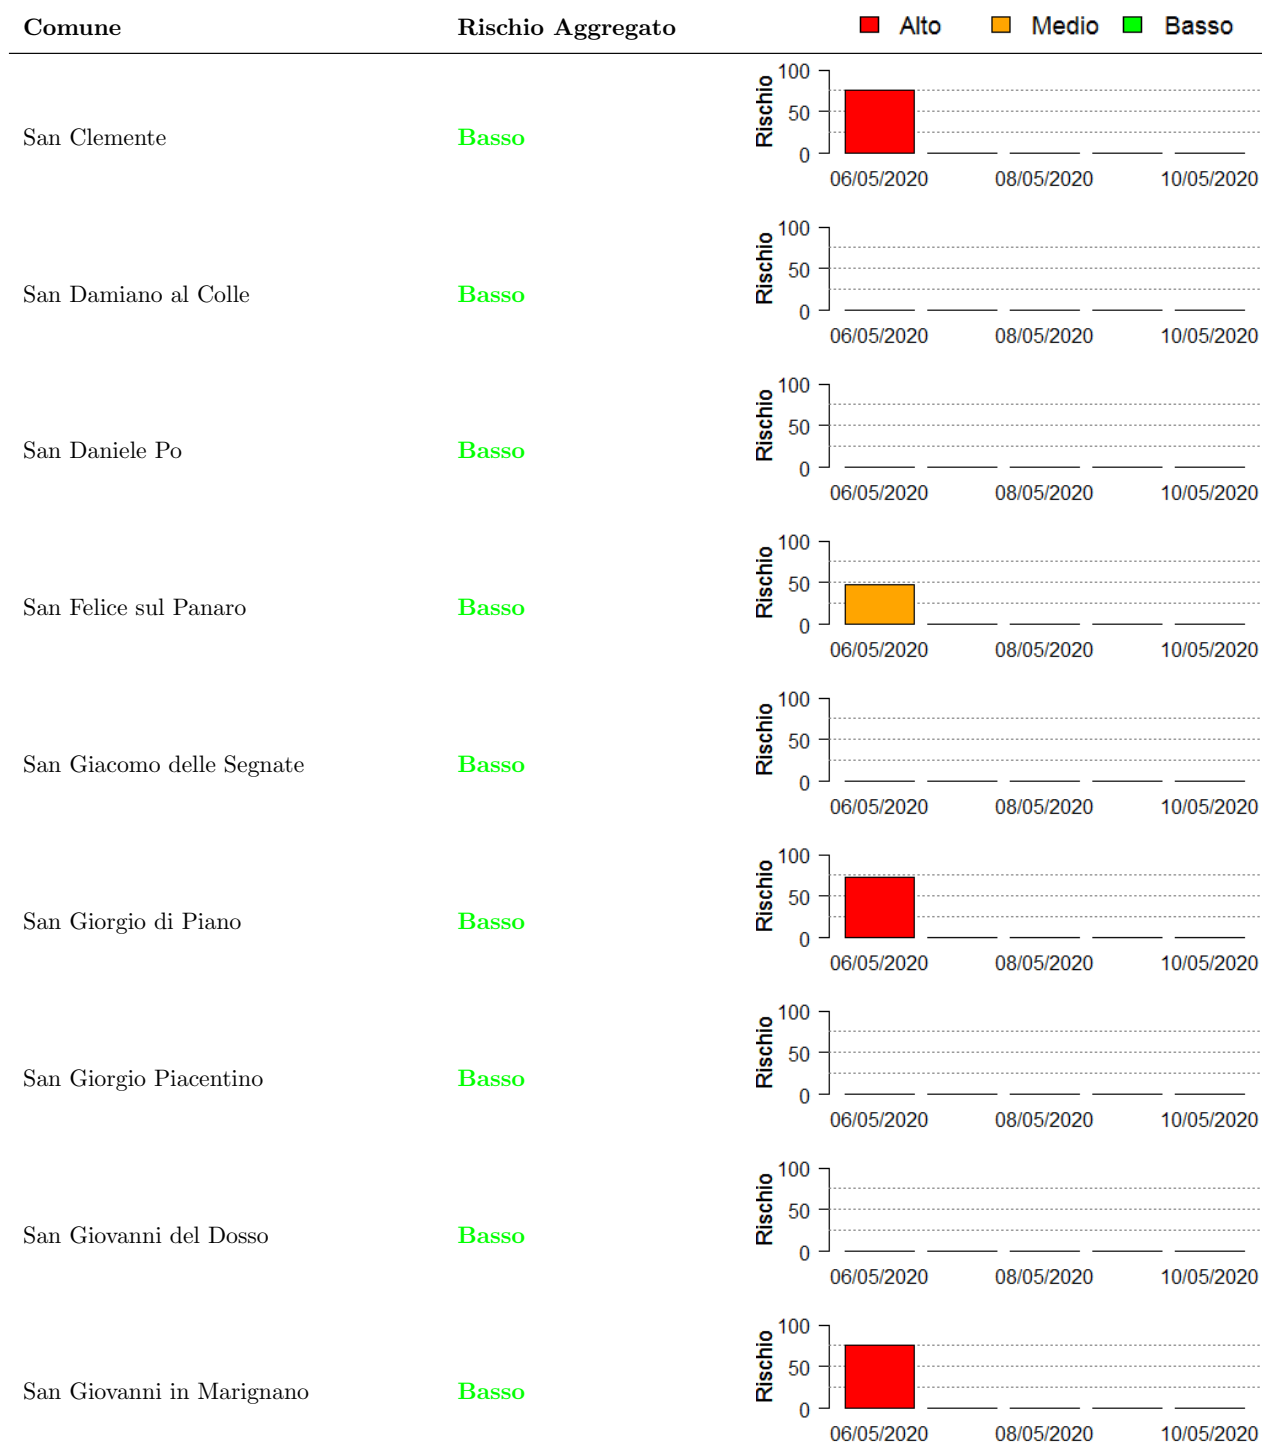 Comune Rischio Aggregato Alto Medio Basso
100
50
0
Rischio
San Clemente Basso
06/05/2020 08/05/2020 10/05/2020
100
50
0
Rischio
San Damiano al Colle Basso
06/05/2020 08/05/2020 10/05/2020
100
50
0
Rischio
San Daniele Po Basso
06/05/2020 08/05/2020 10/05/2020
100
50
0
Rischio
San Felice sul Panaro Basso
06/05/2020 08/05/2020 10/05/2020
100
50
0
Rischio
San Giacomo delle Segnate Basso
06/05/2020 08/05/2020 10/05/2020
100
50
0
Rischio
San Giorgio di Piano Basso
06/05/2020 08/05/2020 10/05/2020
100
50
0
Rischio
San Giorgio Piacentino Basso
06/05/2020 08/05/2020 10/05/2020
100
50
0
Rischio
San Giovanni del Dosso Basso
06/05/2020 08/05/2020 10/05/2020
100
50
0
Rischio
San Giovanni in Marignano Basso
06/05/2020 08/05/2020 10/05/2020